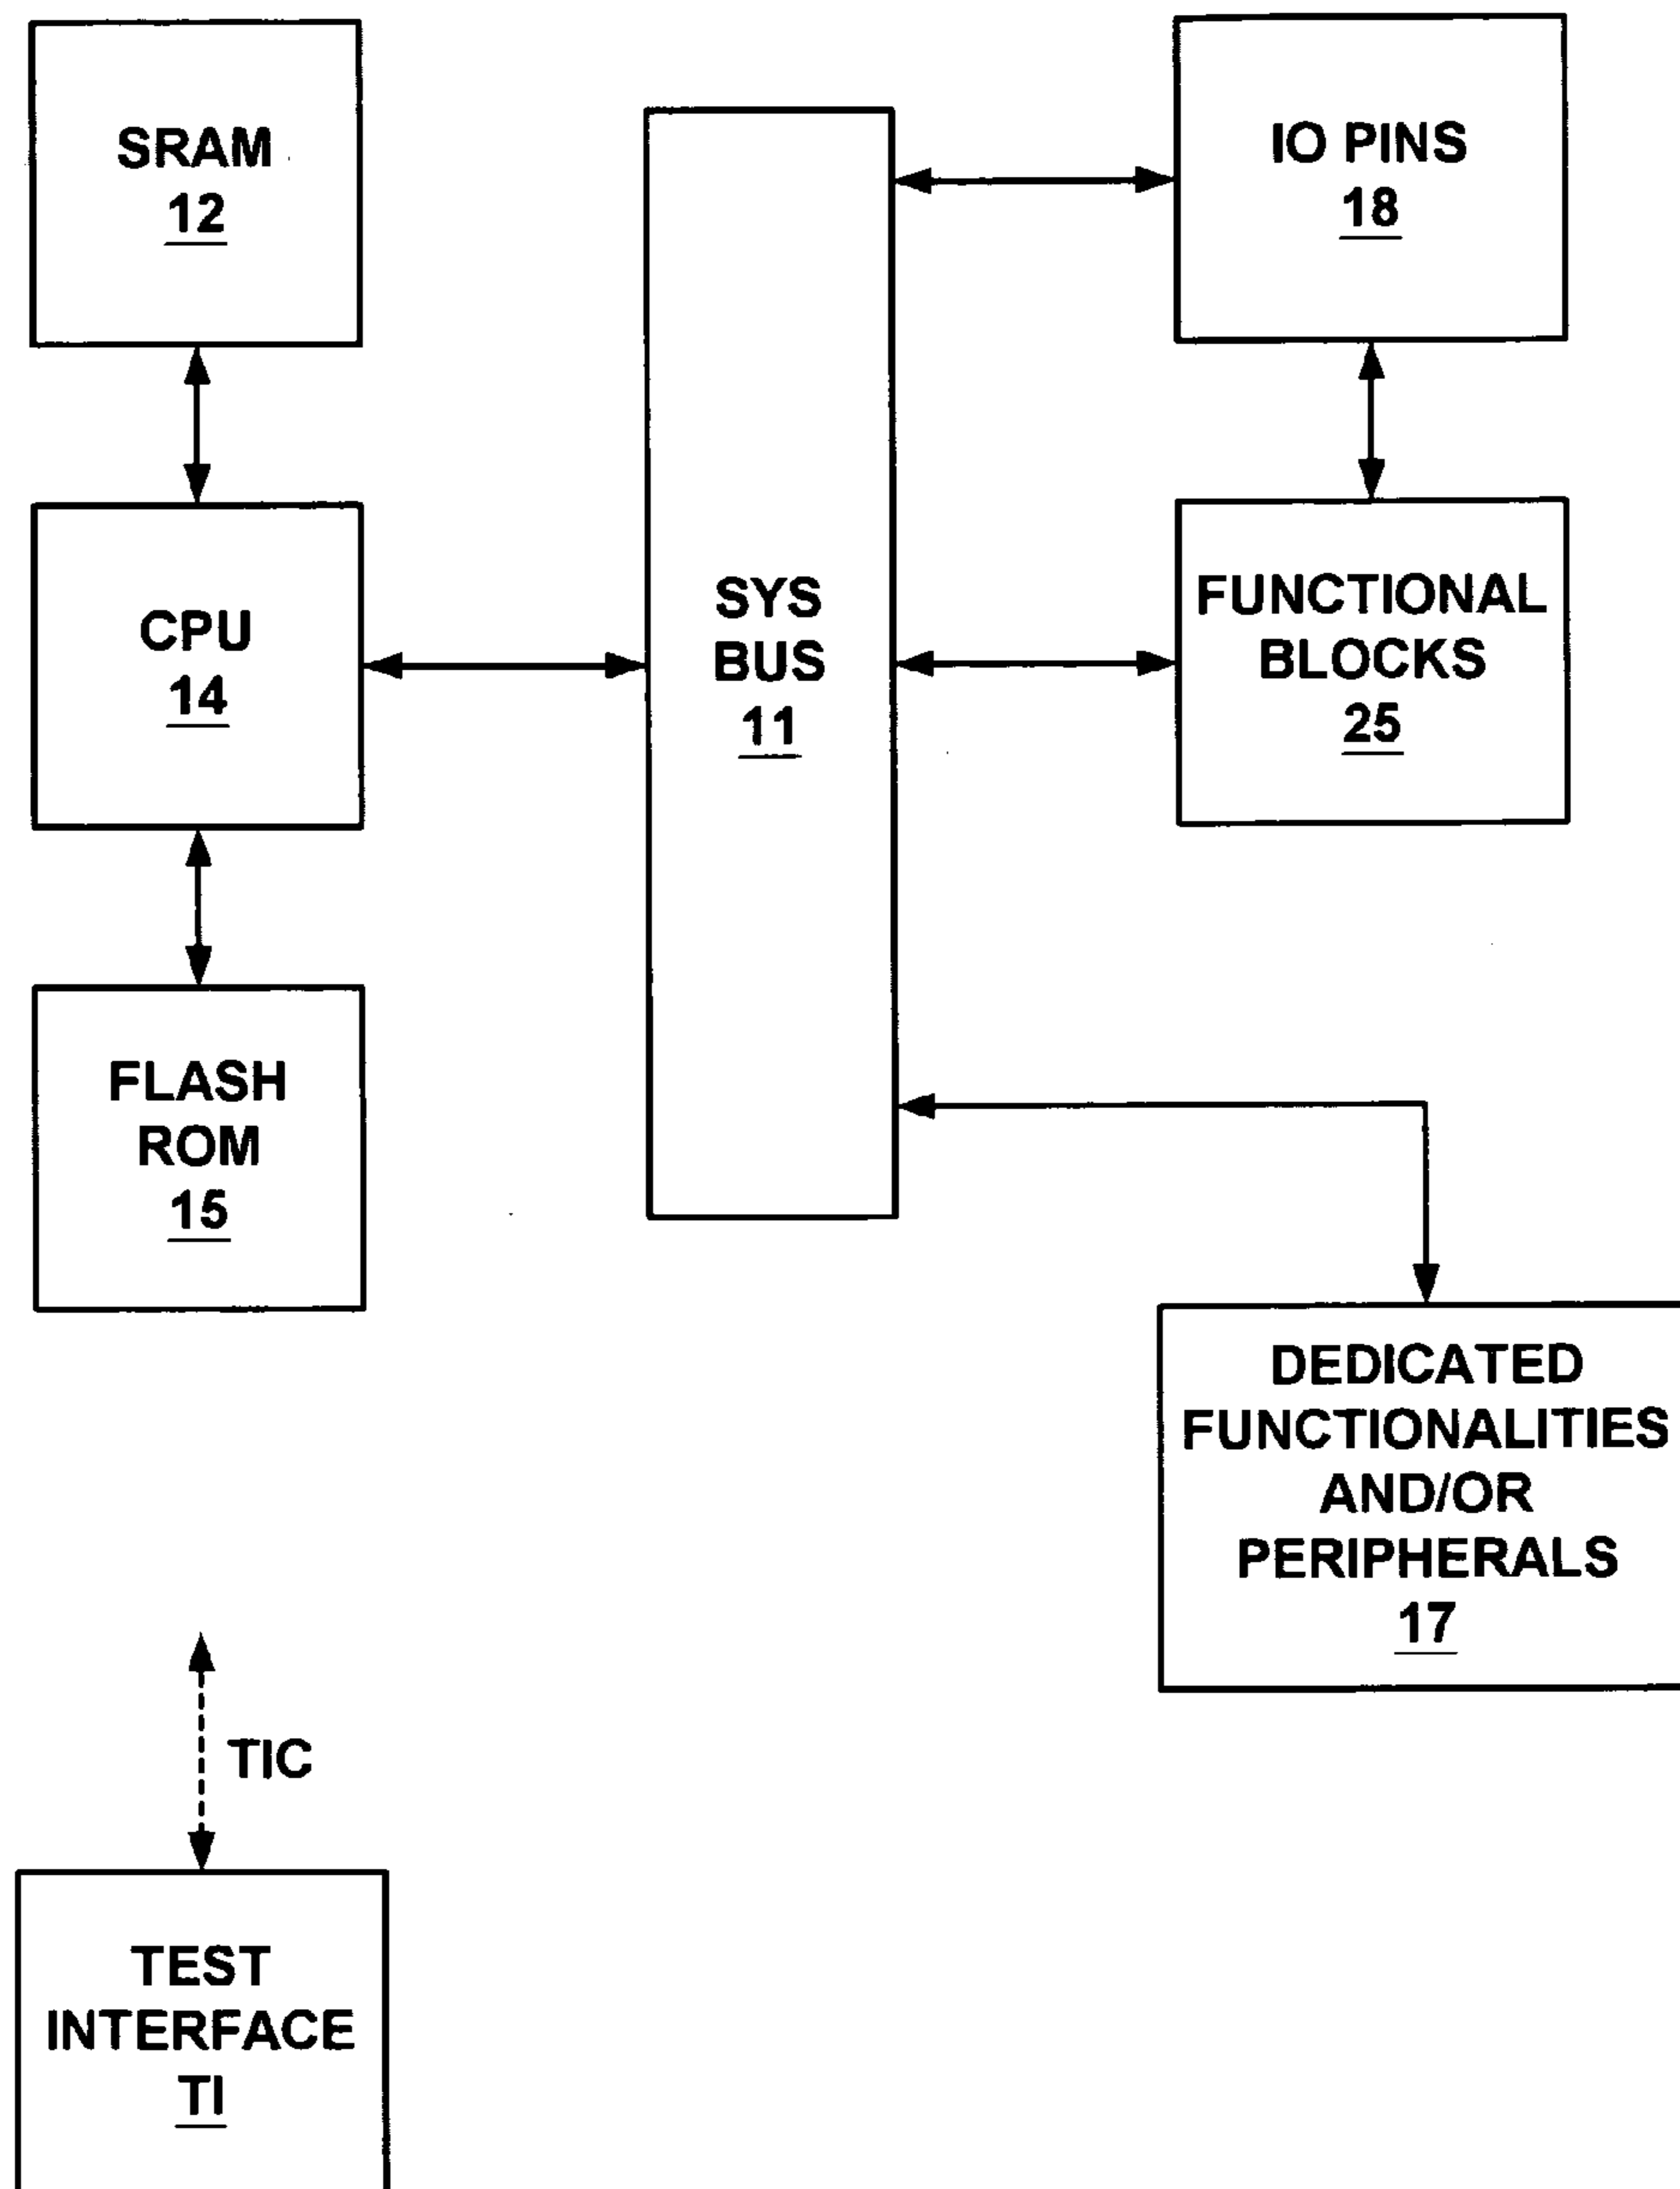 SRAM
12
IO PINS
18
CPU
14
SYS
BUS
11
FUNCTIONAL
BLOCKS
25
FLASH
ROM
15
DEDICATED
FUNCTIONALITIES
AND/OR
PERIPHERALS
17
TIC
TEST
INTERFACE
TI